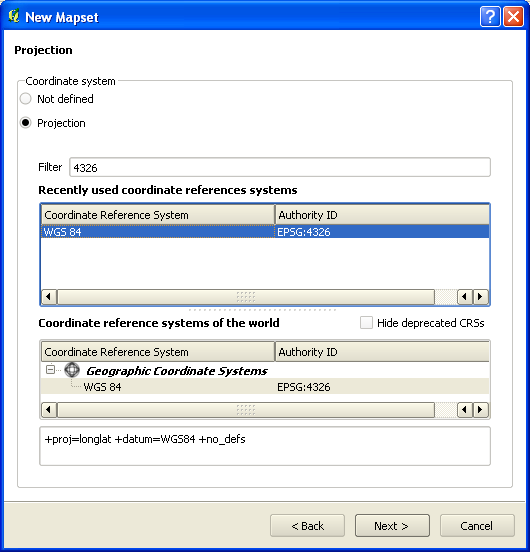 New Mapset
Projection
Coordinate system
Not defined
Projection
Filter 4326
Recently used coordinate references systems
Coordinate Reference System Authority ID
WGS 84 EPSG:4326
Coordinate reference systems of the world Hide deprecated CRSs
Coordinate Reference System Authority ID
Geographic Coordinate Systems
WGS 84 EPSG:4326
+proj=longlat +datum=WGS84 +no_defs
< Back Next > Cancel